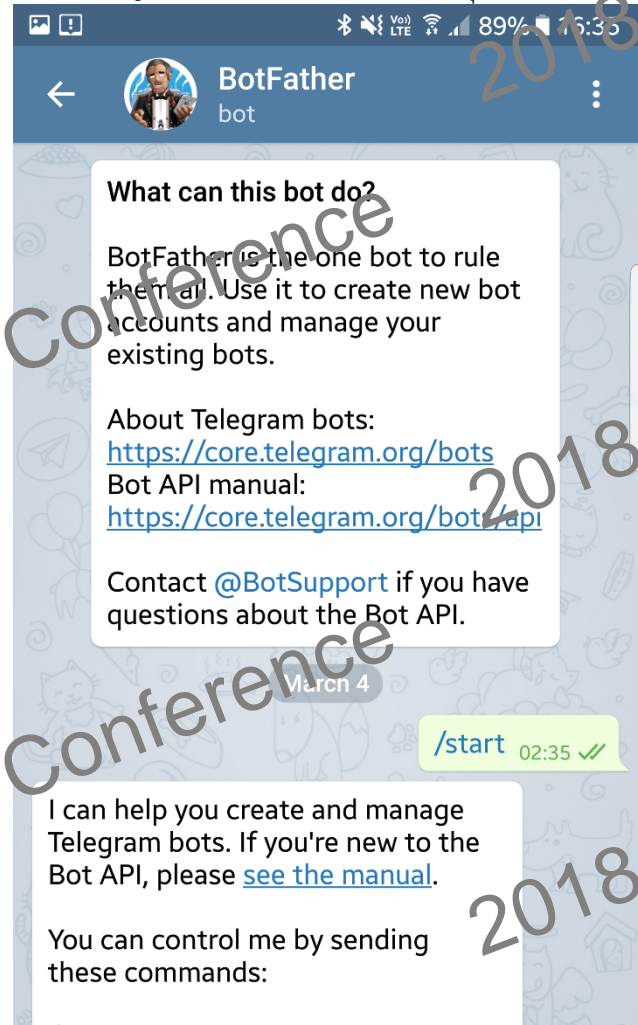 Vo))
LTE
89%
16:35
2018
BotFather
bot
What can this bot do?
BotFather is the one bot to rule
them all. Use it to create new bot
accounts and manage your
existing bots.
Conference
About Telegram bots:
https://core.telegram.org/bots
Bot API manual:
https://core.telegram.org/bots/api
2018
Contact @BotSupport if you have
questions about the Bot API.
Conference
March 4
/start 02:35
I can help you create and manage
Telegram bots. If you're new to the
Bot API, please see the manual.
2018
You can control me by sending
these commands: